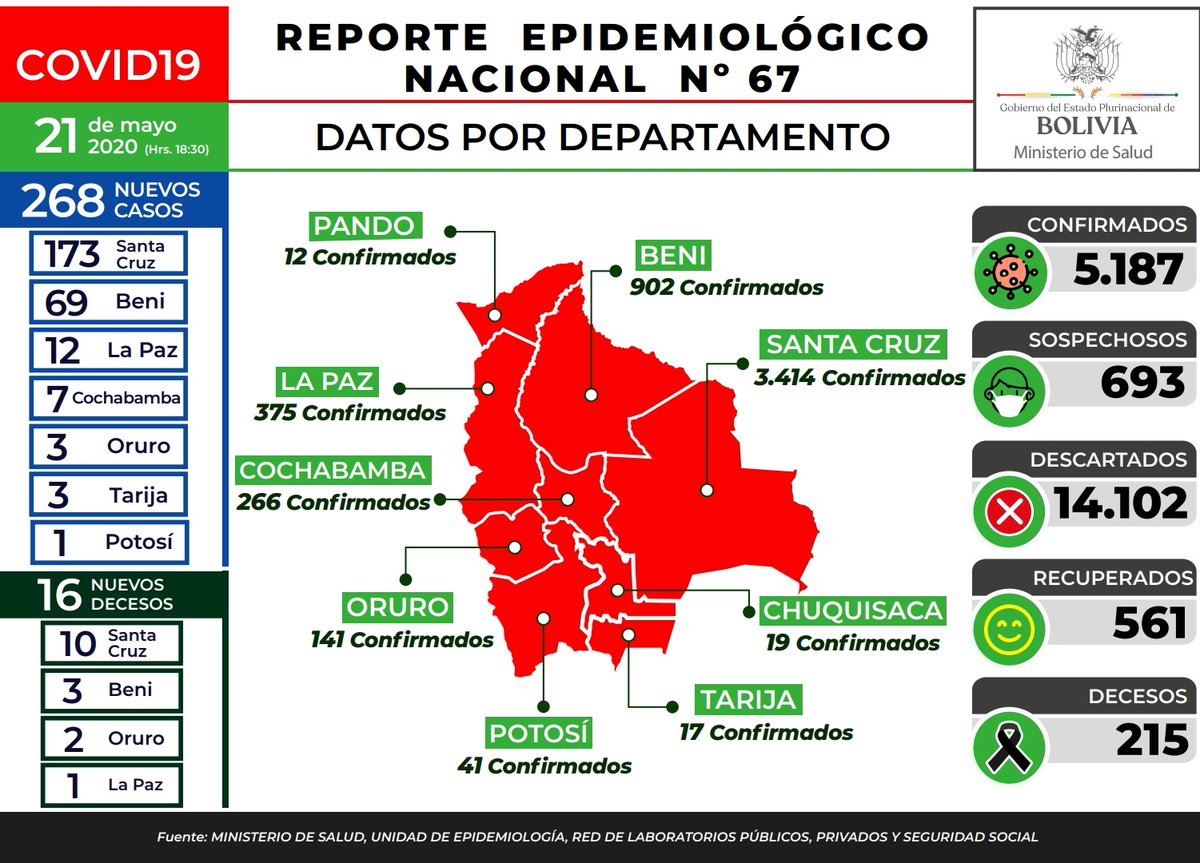 COVID19
REPORTE EPIDEMIOLÓGICO
NACIONAL Nº 67
21 de mayo
2020 (Hrs. 18:30)
DATOS POR DEPARTAMENTO
Gobierno del Estado Plurinacional de
BOLIVIA
Ministerio de Salud
268 NUEVOS
CASOS
173 Santa
Cruz
69 Beni
12 La Paz
7 Cochabamba
3 Oruro
3 Tarija
1 Potosí
16 NUEVOS
DECESOS
10 Santa
Cruz
3 Beni
2 Oruro
1 La Paz
PANDO
12 Confirmados
BENI
902 Confirmados
SANTA CRUZ
3.414 Confirmados
LA PAZ
375 Confirmados
COCHABAMBA
266 Confirmados
ORURO
141 Confirmados
CHUQUISACA
19 Confirmados
TARIJA
17 Confirmados
POTOSÍ
41 Confirmados
CONFIRMADOS
5.187
SOSPECHOSOS
693
DESCARTADOS
14.102
RECUPERADOS
561
DECESOS
215
Fuente: MINISTERIO DE SALUD, UNIDAD DE EPIDEMIOLOGÍA, RED DE LABORATORIOS PÚBLICOS, PRIVADOS Y SEGURIDAD SOCIAL